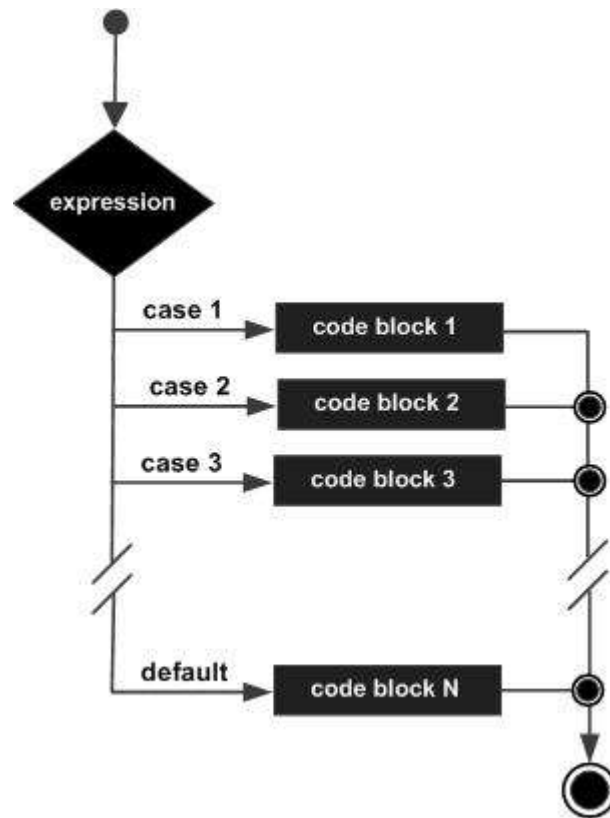 expression
case 1
code block 1
case 2
code block 2
case 3
code block 3
default
code block N